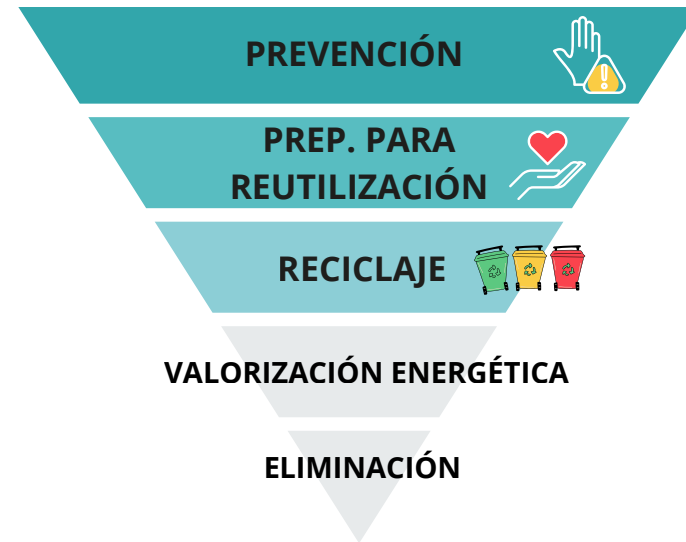 PREVENCIÓN
PREP. PARA
REUTILIZACIÓN
RECICLAJE
VALORIZACIÓN ENERGÉTICA
ELIMINACIÓN